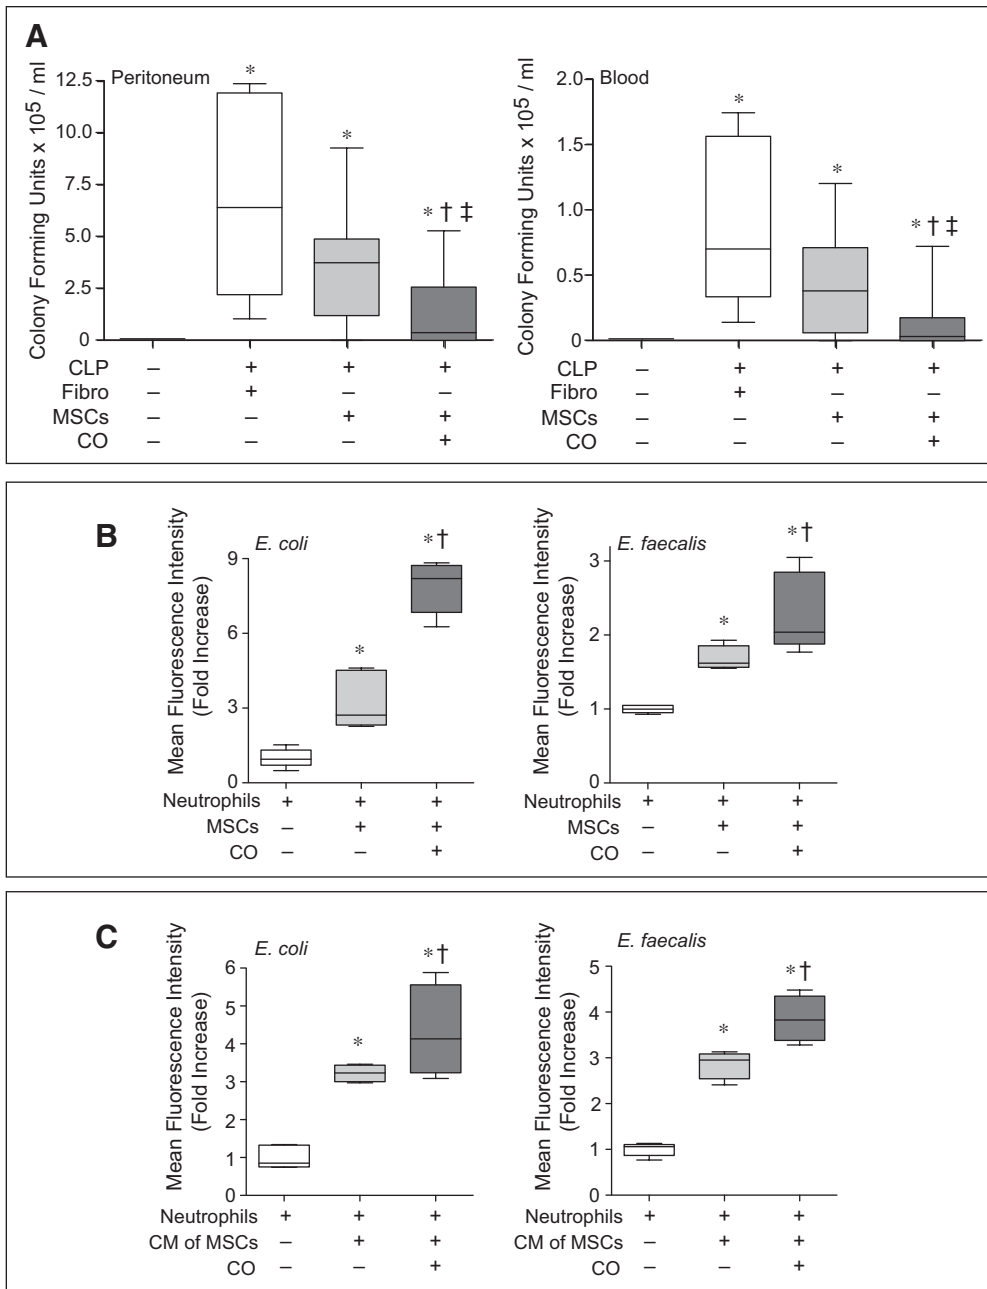 A
Peritoneum
Colony Forming Units x 10⁵ / ml
12.5
10.0
7.5
5.0
2.5
0
*
*
* † ‡
CLP – + + +
Fibro – + – –
MSCs – – + +
CO – – – +
Blood
Colony Forming Units x 10⁵ / ml
2.0
1.5
1.0
0.5
0
*
*
* † ‡
CLP – + + +
Fibro – + – –
MSCs – – + +
CO – – – +
B
E. coli
Mean Fluorescence Intensity
(Fold Increase)
9
6
3
0
*
*†
Neutrophils + + +
MSCs – + +
CO – – +
E. faecalis
Mean Fluorescence Intensity
(Fold Increase)
3
2
1
0
*
*†
Neutrophils + + +
MSCs – + +
CO – – +
C
E. coli
Mean Fluorescence Intensity
(Fold Increase)
6
5
4
3
2
1
0
*
*†
Neutrophils + + +
CM of MSCs – + +
CO – – +
E. faecalis
Mean Fluorescence Intensity
(Fold Increase)
5
4
3
2
1
0
*
*†
Neutrophils + + +
CM of MSCs – + +
CO – – +